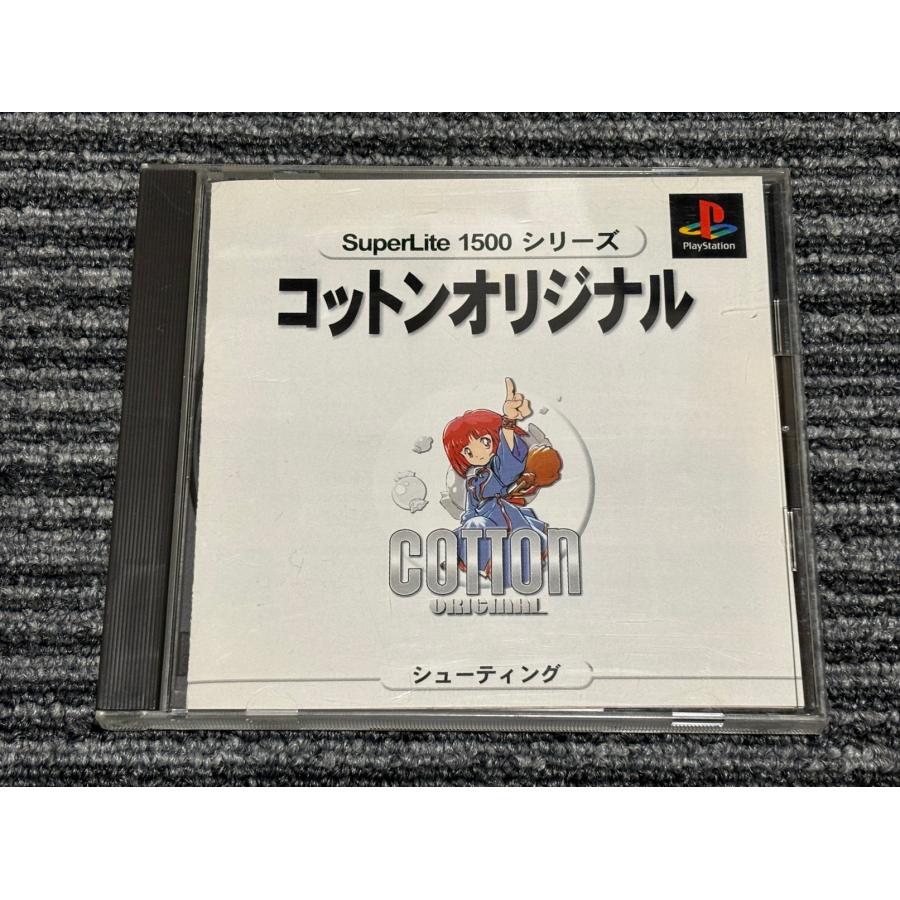 SuperLite 1500 シリーズ
PlayStation
コットンオリジナル
COTTON
ORIGINAL
シューティング